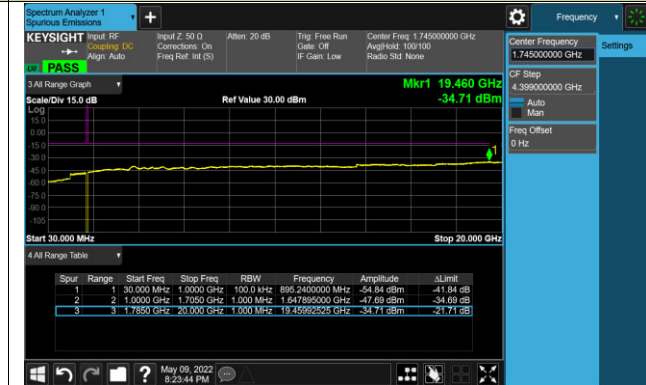 Spectrum Analyzer 1
Spurious Emissions
+
Frequency
KEYSIGHT
Input: RF
Coupling: DC
Align: Auto
Input Z: 50 Ω
Corrections: On
Freq Ref: Int (S)
Atten: 20 dB
Trig: Free Run
Gate: Off
IF Gain: Low
Center Freq: 1.745000000 GHz
Avg|Hold: 100/100
Radio Std: None
PASS
Center Frequency
1.745000000 GHz
Settings
CF Step
4.399000000 GHz
Auto
Man
Freq Offset
0 Hz
3 All Range Graph
Mkr1 19.460 GHz
Scale/Div 15.0 dB
Ref Value 30.00 dBm
-34.71 dBm
Log
15.0
0.00
-15.0
-30.0
-45.0
-60.0
-75.0
-90.0
-105
1
Start 30.000 MHz
Stop 20.000 GHz
4 All Range Table
Spur Range Start Freq Stop Freq RBW Frequency Amplitude ΔLimit
1 1 30.000 MHz 1.0000 GHz 100.0 kHz 895.2400000 MHz -54.84 dBm -41.84 dB
2 2 1.0000 GHz 1.7050 GHz 1.000 MHz 1.647895000 GHz -47.69 dBm -34.69 dB
3 3 1.7850 GHz 20.000 GHz 1.000 MHz 19.45992525 GHz -34.71 dBm -21.71 dB
?
May 09, 2022
8:23:44 PM